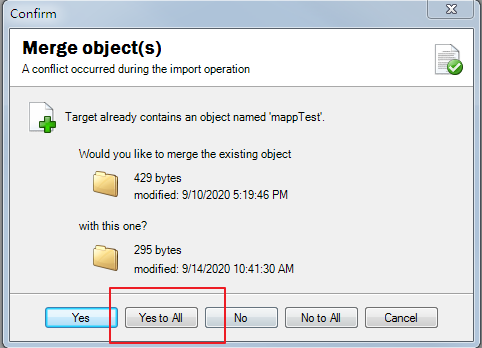 Confirm
Merge object(s)
A conflict occurred during the import operation
Target already contains an object named 'mappTest'.
Would you like to merge the existing object
429 bytes
modified: 9/10/2020 5:19:46 PM
with this one?
295 bytes
modified: 9/14/2020 10:41:30 AM
Yes Yes to All No No to All Cancel